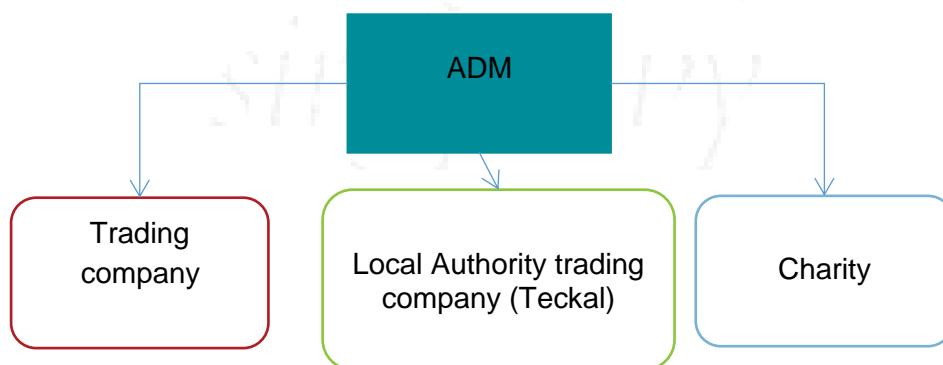 ADM
Trading
company
Local Authority trading
company (Teckal)
Charity